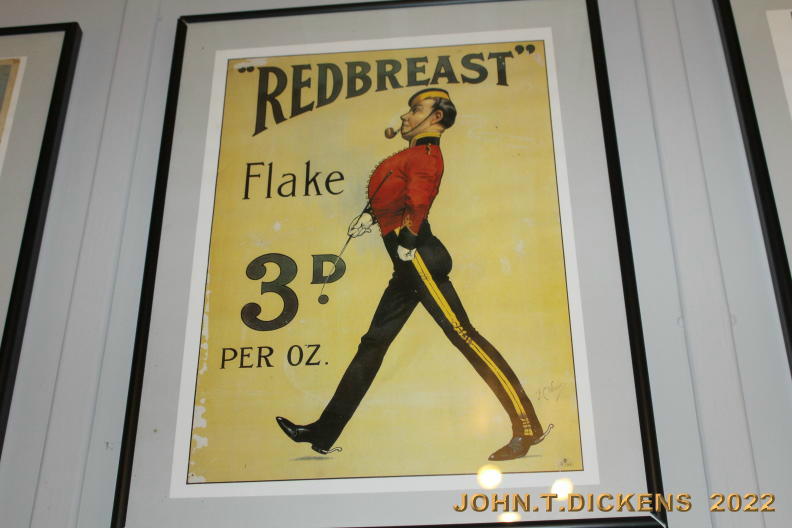 "REDBREAST"
Flake
3D.
PER OZ.
JOHN.T.DICKENS 2022